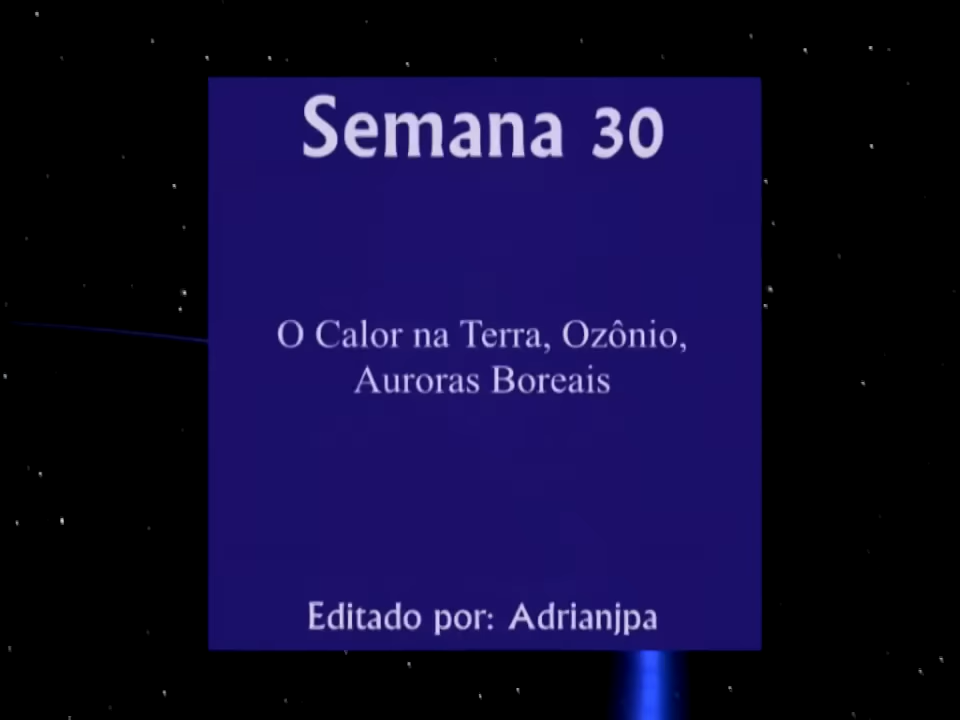 Semana 30
O Calor na Terra, Ozônio,
Auroras Boreais
Editado por: Adrianjpa